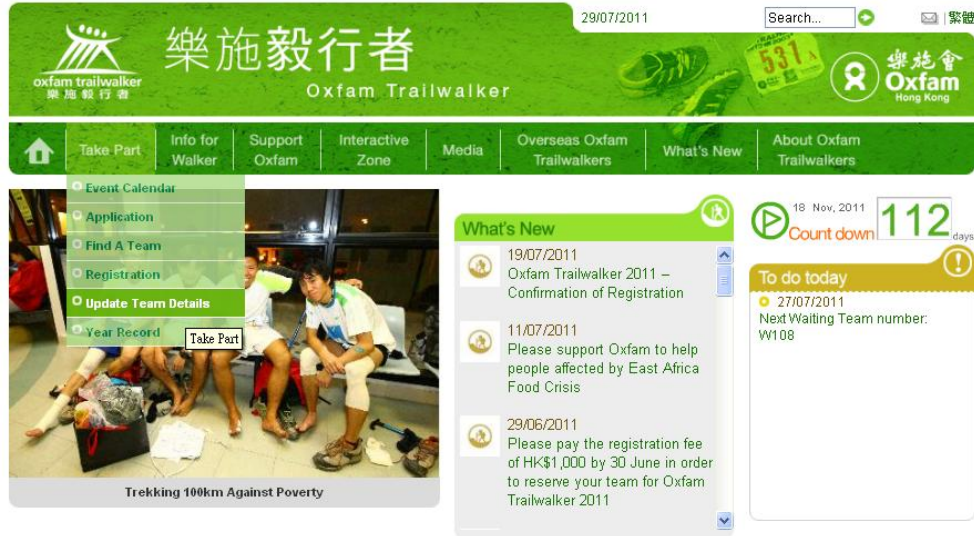 29/07/2011
Search...
繁體
oxfam trailwalker
樂施毅行者
樂施毅行者
Oxfam Trailwalker
531
樂施會
Oxfam
Hong Kong
Take Part
Info for
Walker
Support
Oxfam
Interactive
Zone
Media
Overseas Oxfam
Trailwalkers
What's New
About Oxfam
Trailwalkers
Event Calendar
Application
Find A Team
Registration
Update Team Details
Year Record
Take Part
Trekking 100km Against Poverty
What's New
19/07/2011
Oxfam Trailwalker 2011 –
Confirmation of Registration
11/07/2011
Please support Oxfam to help
people affected by East Africa
Food Crisis
29/06/2011
Please pay the registration fee
of HK$1,000 by 30 June in order
to reserve your team for Oxfam
Trailwalker 2011
18 Nov, 2011
Count down
112
days
To do today
27/07/2011
Next Waiting Team number:
W108